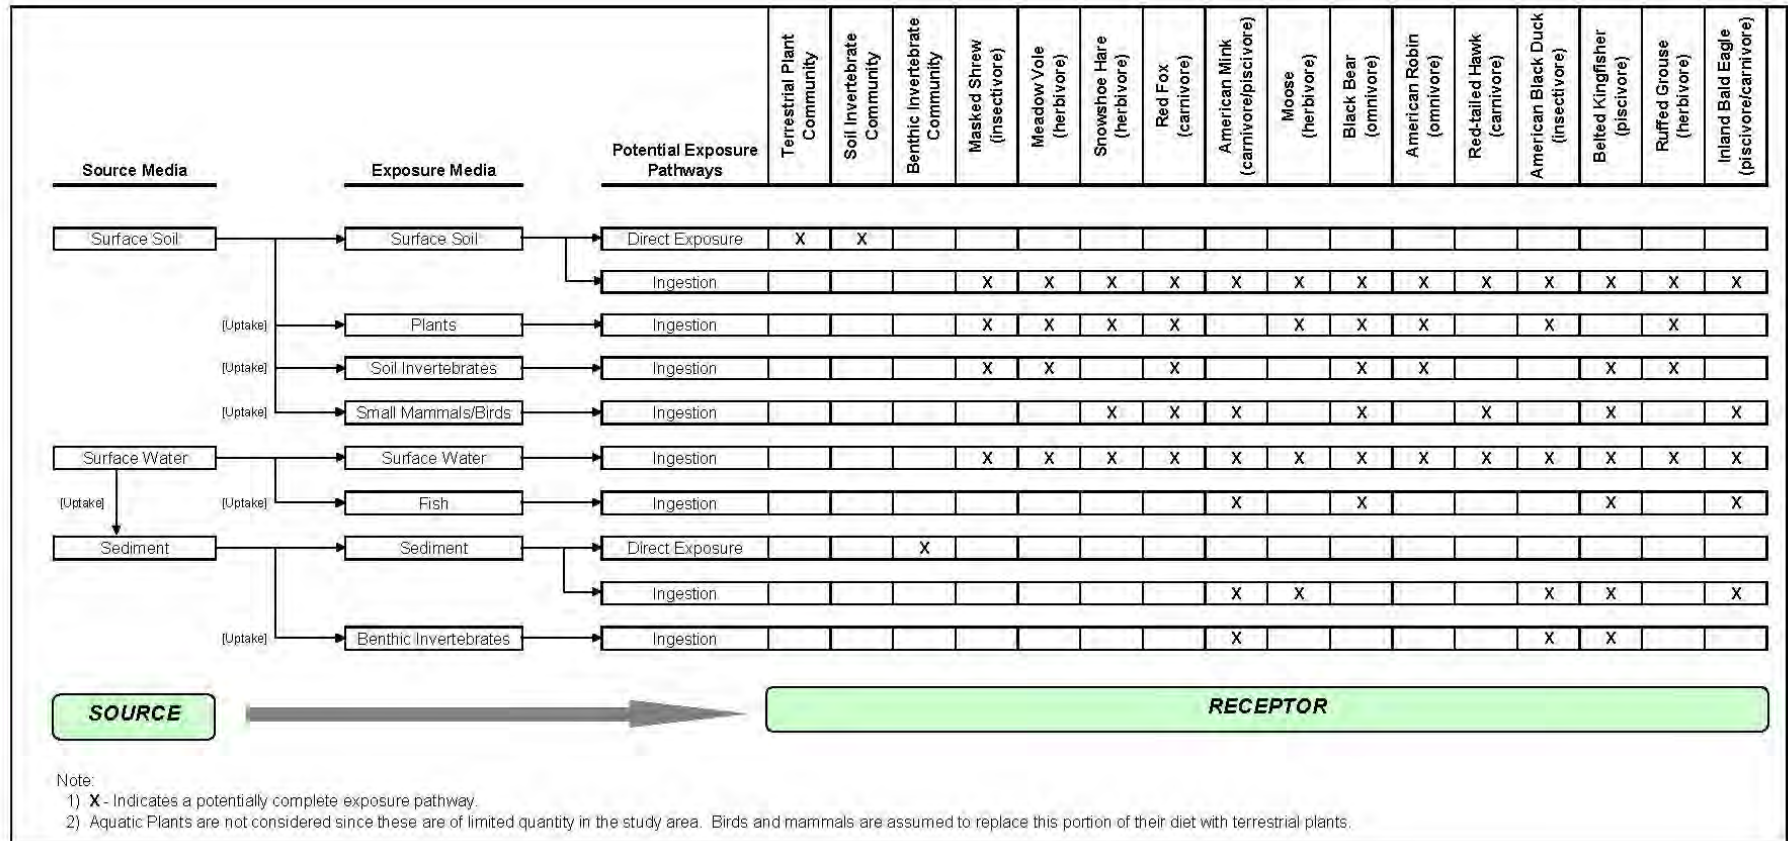 Source Media
Exposure Media
Potential Exposure
Pathways
Terrestrial Plant
Community
Soil Invertebrate
Community
Benthic Invertebrate
Community
Masked Shrew
(insectivore)
Meadow Vole
(herbivore)
Snowshoe Hare
(herbivore)
Red Fox
(carnivore)
American Mink
(carnivore/piscivore)
Moose
(herbivore)
Black Bear
(omnivore)
American Robin
(omnivore)
Red-tailed Hawk
(carnivore)
American Black Duck
(insectivore)
Belted Kingfisher
(piscivore)
Ruffed Grouse
(herbivore)
Inland Bald Eagle
(piscivore/carnivore)
Surface Soil Surface Soil Direct Exposure X X
Ingestion X X X X X X X X X X X X X
[Uptake] Plants Ingestion X X X X X X X X X
[Uptake] Soil Invertebrates Ingestion X X X X X X X
[Uptake] Small Mammals/Birds Ingestion X X X X X X X
Surface Water Surface Water Ingestion X X X X X X X X X X X X X
[Uptake] [Uptake] Fish Ingestion X X X X
Sediment Sediment Direct Exposure X
Ingestion X X X X X
[Uptake] Benthic Invertebrates Ingestion X X X
SOURCE
RECEPTOR
Note:
1) X - Indicates a potentially complete exposure pathway.
2) Aquatic Plants are not considered since these are of limited quantity in the study area. Birds and mammals are assumed to replace this portion of their diet with terrestrial plants.